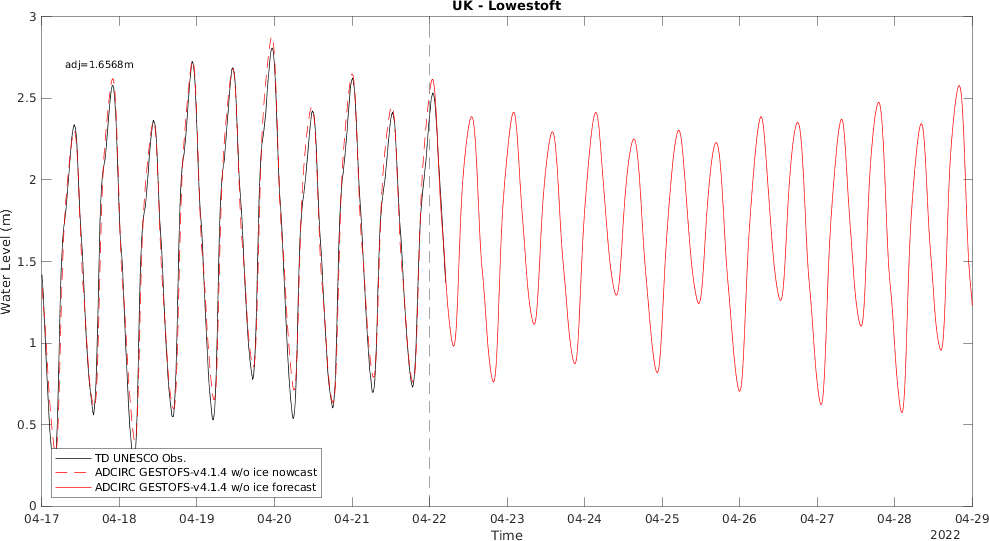 UK - Lowestoft
3
adj=1.6568m
2.5
2
Water Level (m)
1.5
1
0.5
TD UNESCO Obs.
ADCIRC GESTOFS-v4.1.4 w/o ice nowcast
ADCIRC GESTOFS-v4.1.4 w/o ice forecast
0
04-17 04-18 04-19 04-20 04-21 04-22 04-23 04-24 04-25 04-26 04-27 04-28 04-29
Time
2022